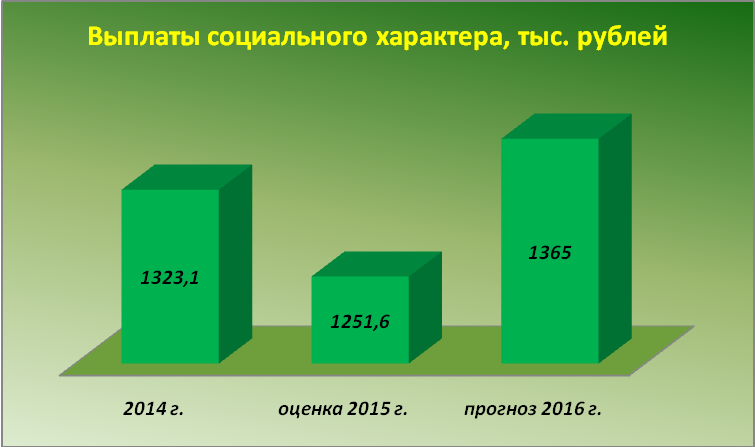 Выплаты социального характера, тыс. рублей
1323,1
1251,6
1365
2014 г.
оценка 2015 г.
прогноз 2016 г.